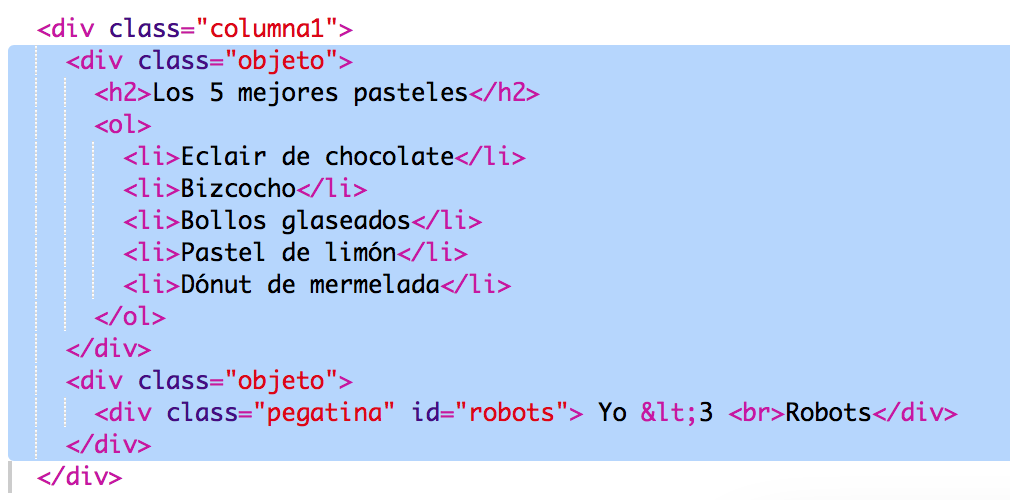 <div class="columna1">
<div class="objeto">
<h2>Los 5 mejores pasteles</h2>
<ol>
<li>Eclair de chocolate</li>
<li>Bizcocho</li>
<li>Bollos glaseados</li>
<li>Pastel de limón</li>
<li>Dónut de mermelada</li>
</ol>
</div>
<div class="objeto">
<div class="pegatina" id="robots"> Yo &lt;3 <br>Robots</div>
</div>
</div>